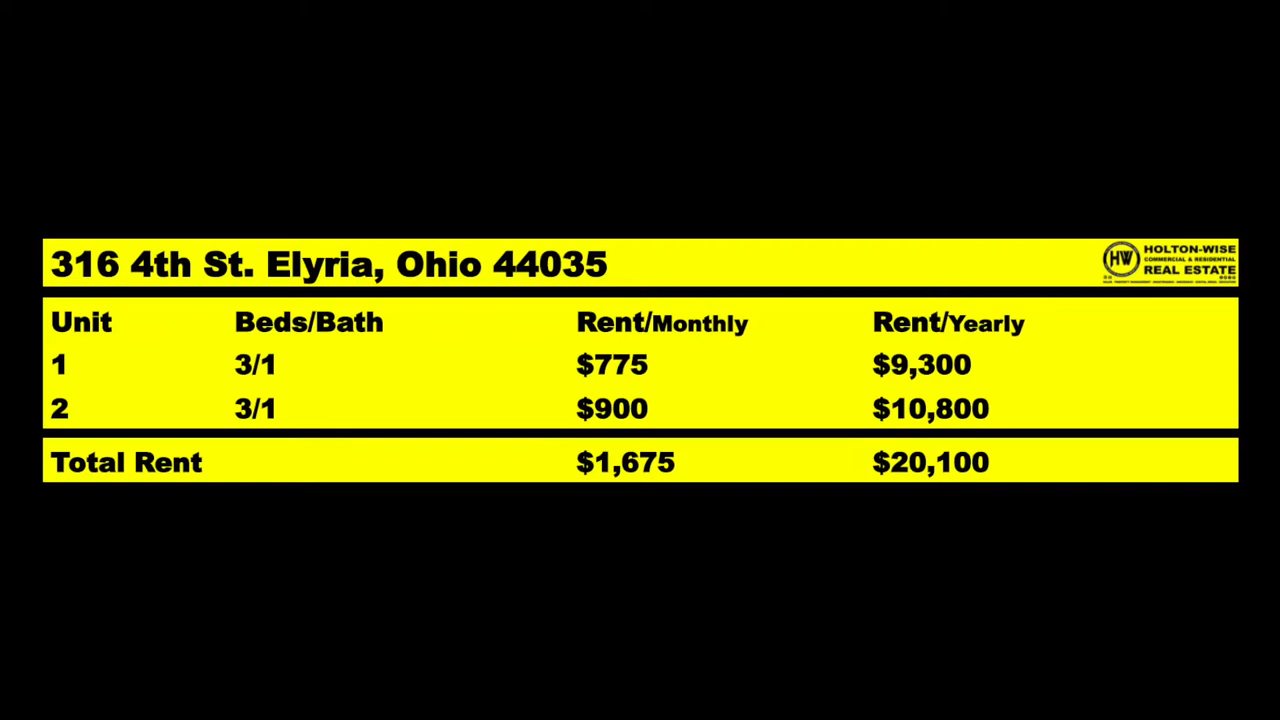 316 4th St. Elyria, Ohio 44035
HW
HOLTON-WISE
COMMERCIAL & RESIDENTIAL
REAL ESTATE
Unit Beds/Bath Rent/Monthly Rent/Yearly
1 3/1 $775 $9,300
2 3/1 $900 $10,800
Total Rent $1,675 $20,100